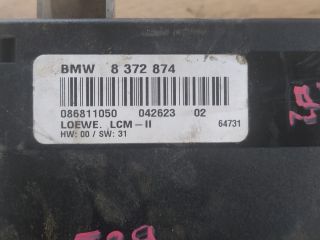 BMW 8 372 874
086811050 042623 02
LOEWE. LCM-II 64731
HW: 00 / SW: 31